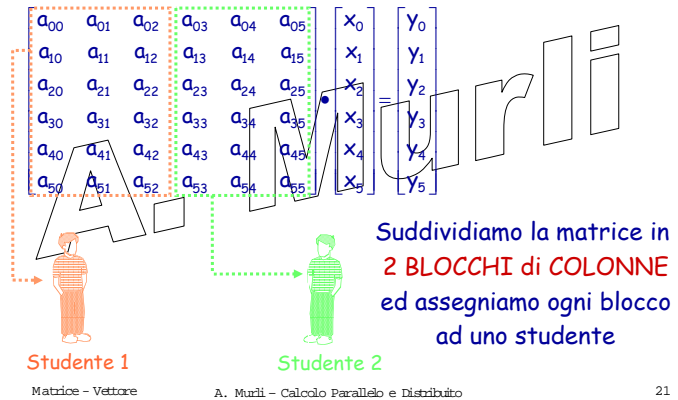 a00 a01 a02 a03 a04 a05 x0 y0
a10 a11 a12 a13 a14 a15 x1 y1
a20 a21 a22 a23 a24 a25 • x2 = y2
a30 a31 a32 a33 a34 a35 x3 y3
a40 a41 a42 a43 a44 a45 x4 y4
a50 a51 a52 a53 a54 a55 x5 y5
A. Murli
Suddividiamo la matrice in
2 BLOCCHI di COLONNE
ed assegniamo ogni blocco
ad uno studente
Studente 1 Studente 2
Matrice - Vettore A. Murli - Calcolo Parallelo e Distribuito 21